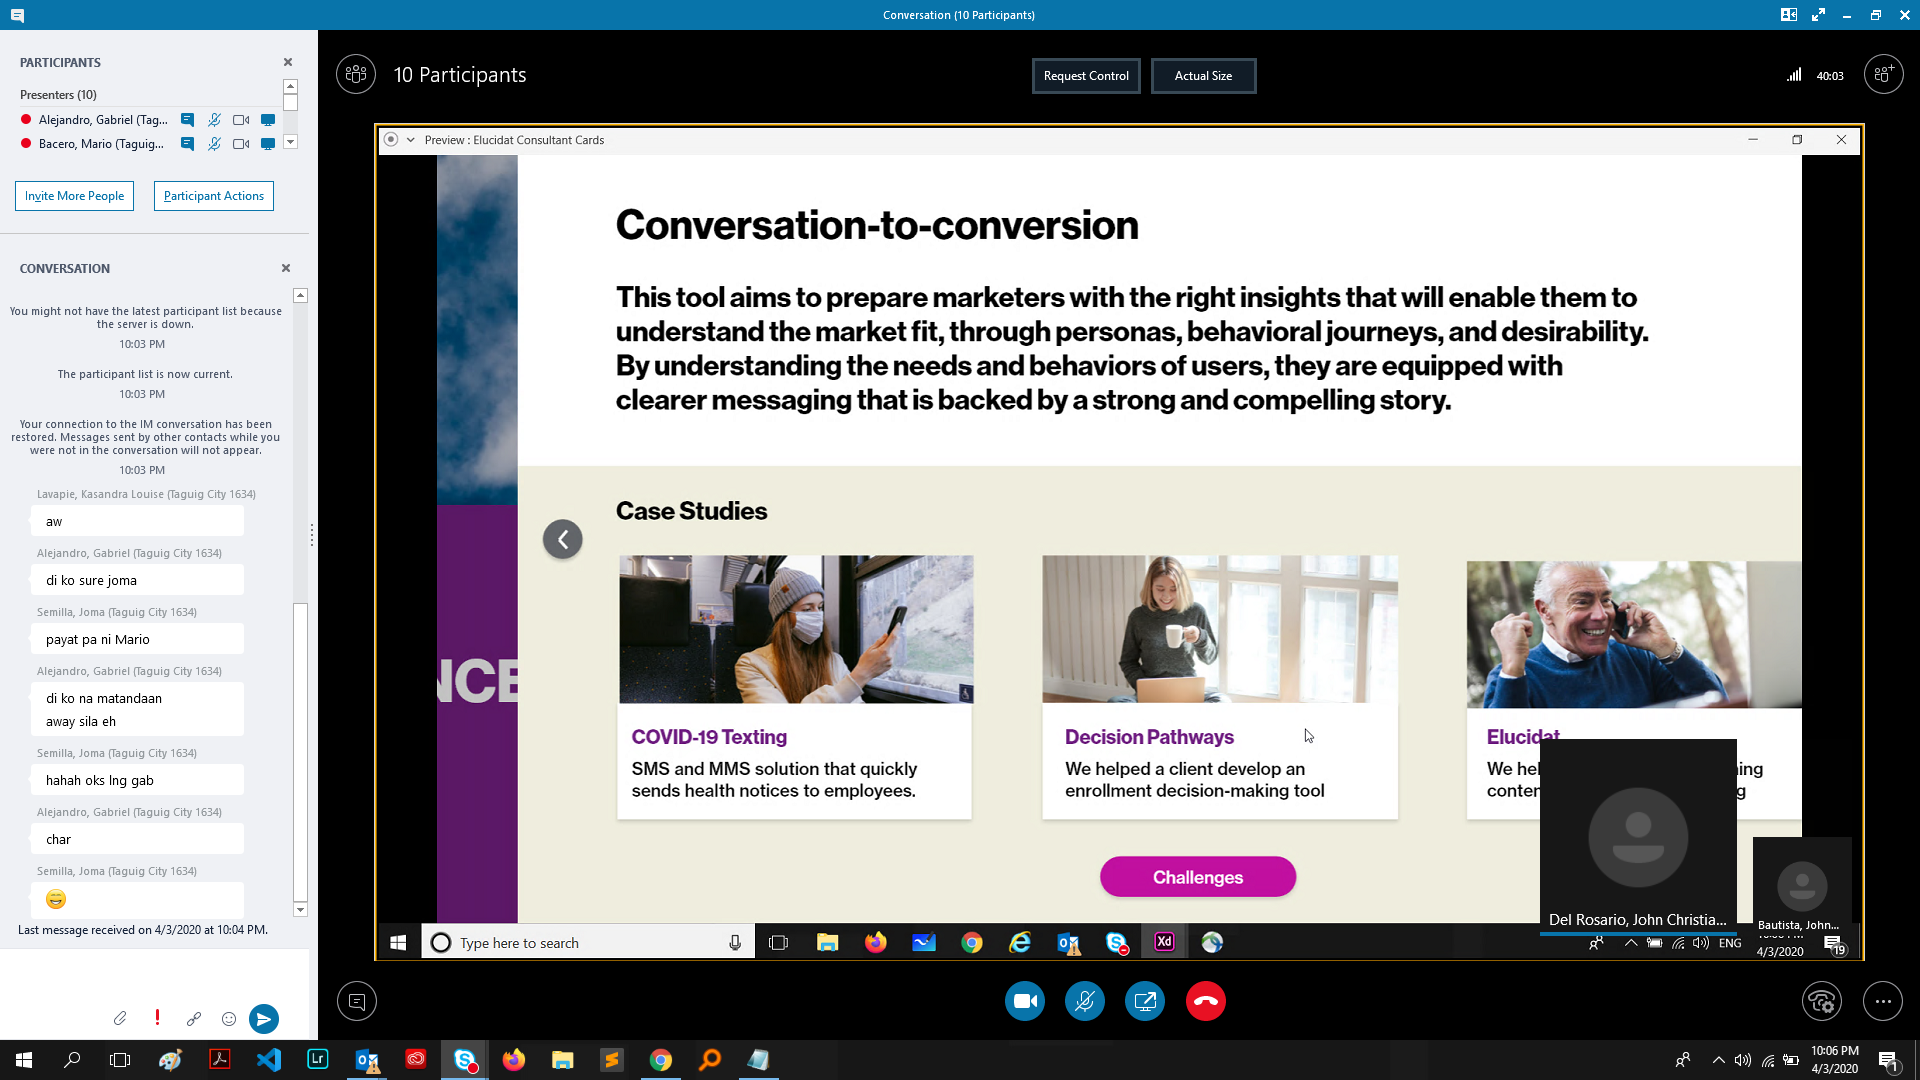 Conversation (10 Participants)
PARTICIPANTS
Presenters (10)
Alejandro, Gabriel (Tag...
Bacero, Mario (Taguig...
Invite More People
Participant Actions
CONVERSATION
You might not have the latest participant list because
the server is down.
10:03 PM
The participant list is now current.
10:03 PM
Your connection to the IM conversation has been
restored. Messages sent by other contacts while you
were not in the conversation will not appear.
10:03 PM
Lavapie, Kasandra Louise (Taguig City 1634)
aw
Alejandro, Gabriel (Taguig City 1634)
di ko sure joma
Semilla, Joma (Taguig City 1634)
payat pa ni Mario
Alejandro, Gabriel (Taguig City 1634)
di ko na matandaan
away sila eh
Semilla, Joma (Taguig City 1634)
hahah oks lng gab
Alejandro, Gabriel (Taguig City 1634)
char
Semilla, Joma (Taguig City 1634)
Last message received on 4/3/2020 at 10:04 PM.
10 Participants
Request Control
Actual Size
40:03
Preview : Elucidat Consultant Cards
Conversation-to-conversion
This tool aims to prepare marketers with the right insights that will enable them to
understand the market fit, through personas, behavioral journeys, and desirability.
By understanding the needs and behaviors of users, they are equipped with
clearer messaging that is backed by a strong and compelling story.
Case Studies
NCE
COVID-19 Texting
SMS and MMS solution that quickly
sends health notices to employees.
Decision Pathways
We helped a client develop an
enrollment decision-making tool
Elucidat
We
Challenges
Del Rosario, John Christia...
Bautista, John...
Type here to search
Xd
ENG
4/3/2020
19
Lr
10:06 PM
4/3/2020
1